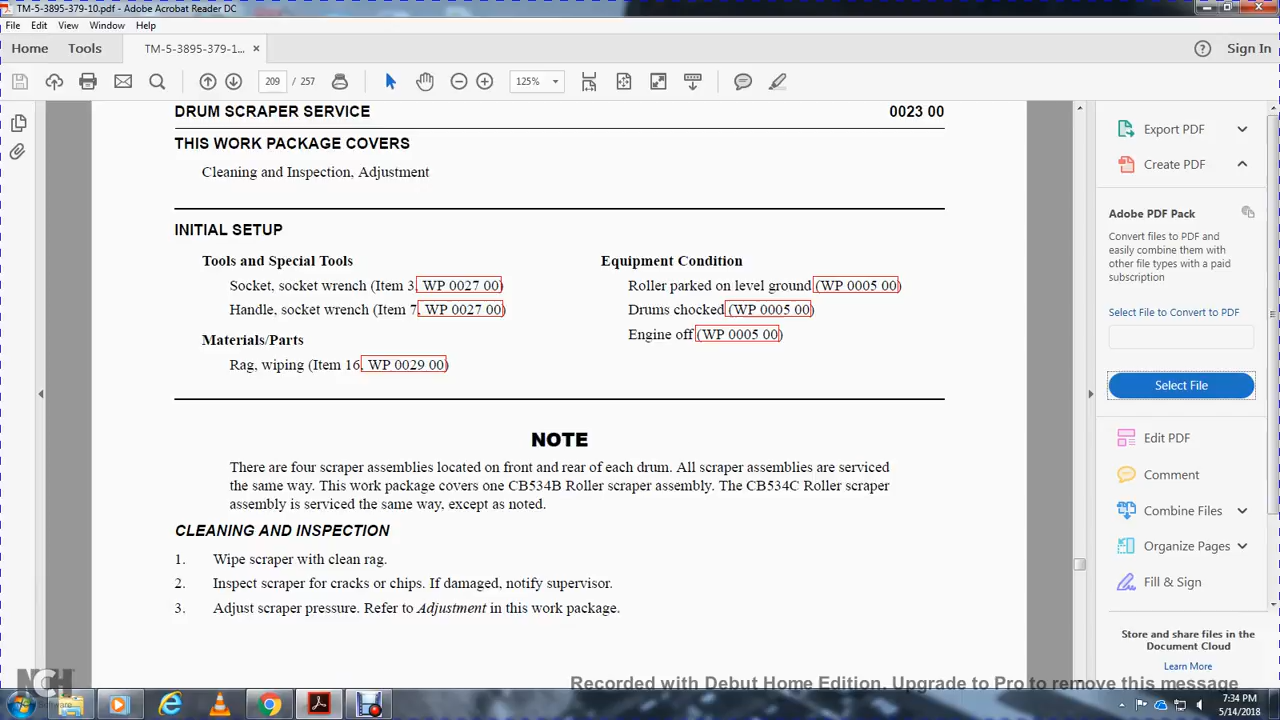 TM-5-3895-379-10.pdf - Adobe Acrobat Reader DC
File Edit View Window Help
Home Tools TM-5-3895-379-1... × Sign In
209 / 257 125%
DRUM SCRAPER SERVICE 0023 00
THIS WORK PACKAGE COVERS
Cleaning and Inspection, Adjustment
INITIAL SETUP
Tools and Special Tools
Socket, socket wrench (Item 3, WP 0027 00)
Handle, socket wrench (Item 7, WP 0027 00)
Materials/Parts
Rag, wiping (Item 16, WP 0029 00)
Equipment Condition
Roller parked on level ground (WP 0005 00)
Drums chocked (WP 0005 00)
Engine off (WP 0005 00)
NOTE
There are four scraper assemblies located on front and rear of each drum. All scraper assemblies are serviced
the same way. This work package covers one CB534B Roller scraper assembly. The CB534C Roller scraper
assembly is serviced the same way, except as noted.
CLEANING AND INSPECTION
1. Wipe scraper with clean rag.
2. Inspect scraper for cracks or chips. If damaged, notify supervisor.
3. Adjust scraper pressure. Refer to Adjustment in this work package.
Export PDF
Create PDF
Adobe PDF Pack
Convert files to PDF and
easily combine them with
other file types with a paid
subscription
Select File to Convert to PDF
Select File
Edit PDF
Comment
Combine Files
Organize Pages
Fill & Sign
Store and share files in the
Document Cloud
Learn More
NCH
Software
Recorded with Debut Home Edition. Upgrade to Pro to remove this message
7:34 PM
5/14/2018